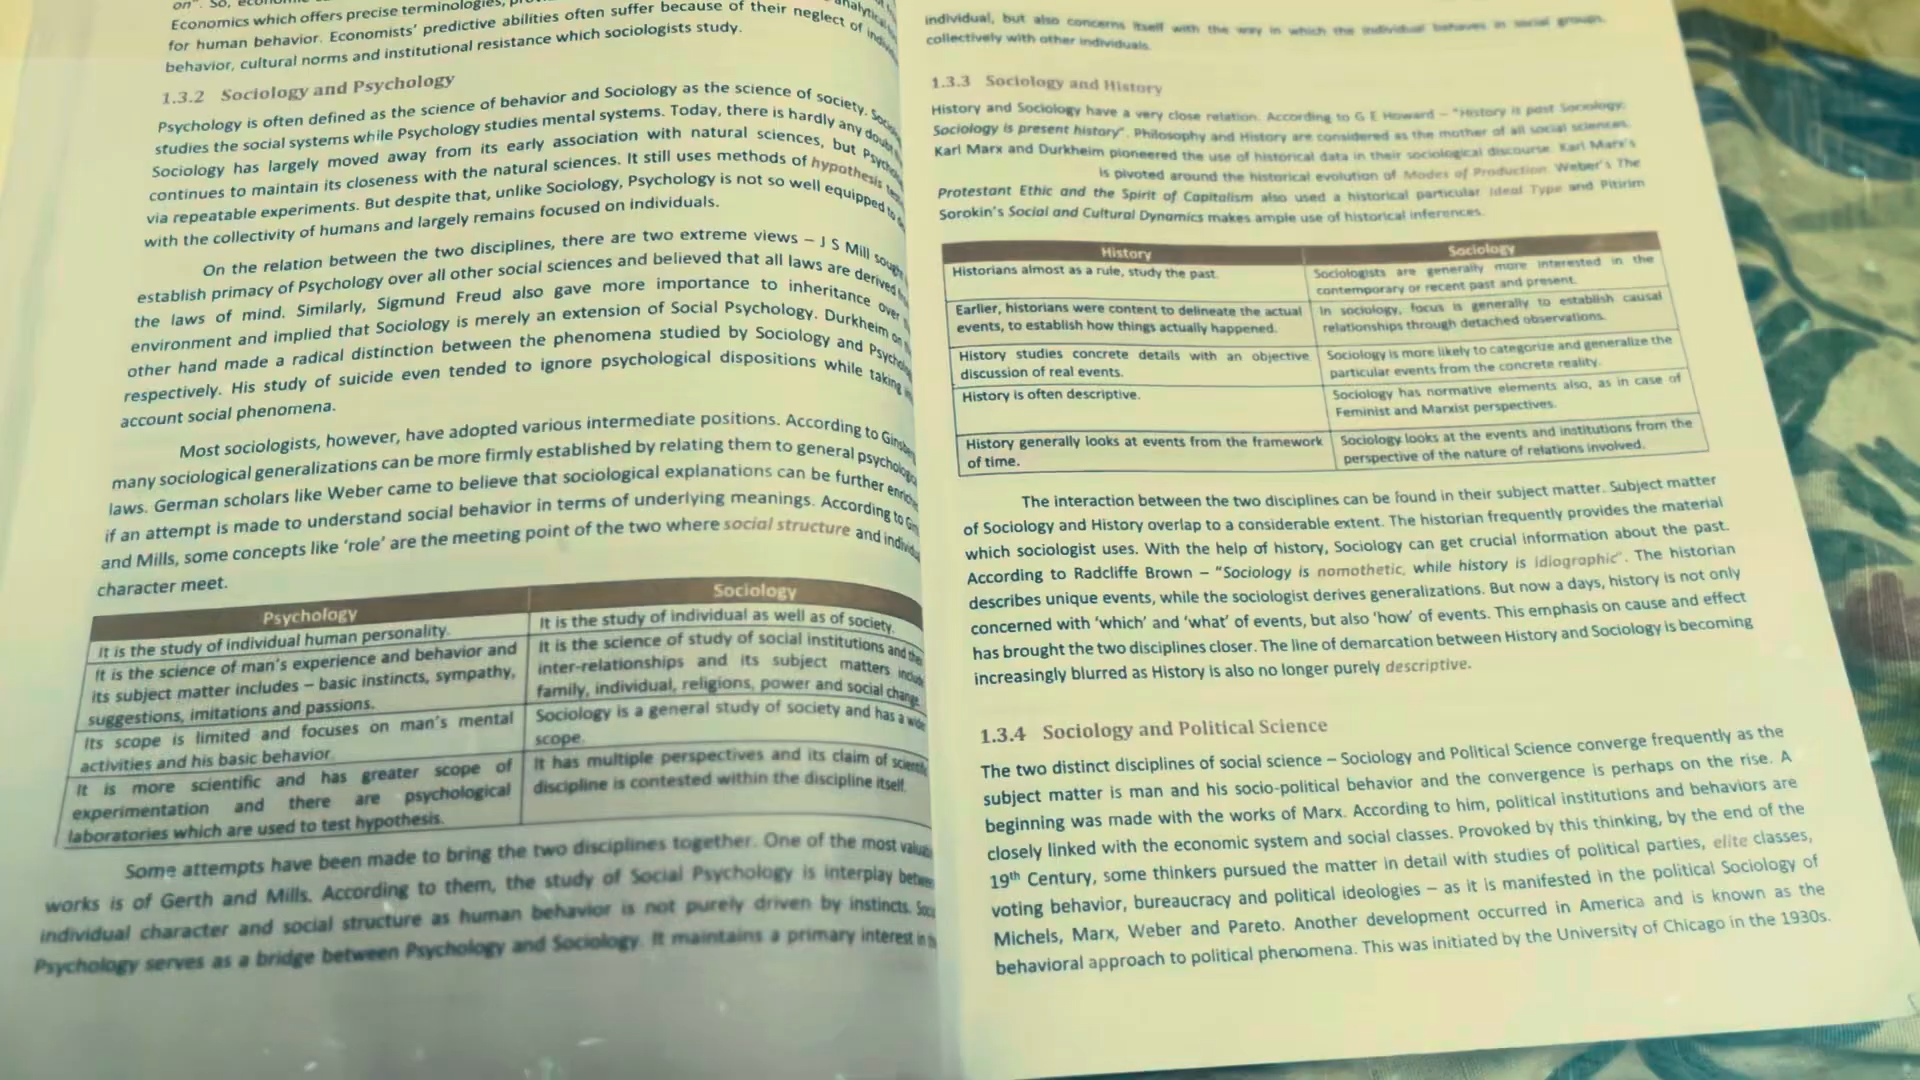 on". So,
Economics which offers precise terminologies,
for human behavior. Economists' predictive abilities often suffer because of their neglect of
behavior, cultural norms and institutional resistance which sociologists study.
1.3.2 Sociology and Psychology
Psychology is often defined as the science of behavior and Sociology as the science of society.
studies the social systems while Psychology studies mental systems. Today, there is hardly any doubt
Sociology has largely moved away from its early association with natural sciences, but
continues to maintain its closeness with the natural sciences. It still uses methods of hypothesis
via repeatable experiments. But despite that, unlike Sociology, Psychology is not so well equipped to
with the collectivity of humans and largely remains focused on individuals.
On the relation between the two disciplines, there are two extreme views – J S Mill sought
establish primacy of Psychology over all other social sciences and believed that all laws are derived
the laws of mind. Similarly, Sigmund Freud also gave more importance to inheritance over
environment and implied that Sociology is merely an extension of Social Psychology. Durkheim on
other hand made a radical distinction between the phenomena studied by Sociology and
respectively. His study of suicide even tended to ignore psychological dispositions while taking
account social phenomena.
Most sociologists, however, have adopted various intermediate positions. According to
many sociological generalizations can be more firmly established by relating them to general
laws. German scholars like Weber came to believe that sociological explanations can be further
if an attempt is made to understand social behavior in terms of underlying meanings. According to
and Mills, some concepts like 'role' are the meeting point of the two where social structure and
character meet.
Psychology Sociology
It is the study of individual human personality. It is the study of individual as well as of society.
It is the science of man's experience and behavior and It is the science of study of social institutions and
its subject matter includes – basic instincts, sympathy, inter-relationships and its subject matters
suggestions, imitations and passions. family, individual, religions, power and social change.
Its scope is limited and focuses on man's mental Sociology is a general study of society and has a
activities and his basic behavior. scope.
It is more scientific and has greater scope of It has multiple perspectives and its claim of
experimentation and there are psychological discipline is contested within the discipline itself.
laboratories which are used to test hypothesis.
Some attempts have been made to bring the two disciplines together. One of the most
works is of Gerth and Mills. According to them, the study of Social Psychology is interplay
individual character and social structure as human behavior is not purely driven by instincts.
Psychology serves as a bridge between Psychology and Sociology. It maintains a primary interest in
individual, but also concerns itself with the way in which the individual behaves in social groups,
collectively with other individuals.
1.3.3 Sociology and History
History and Sociology have a very close relation. According to G E Howard – "History is past Sociology;
Sociology is present history". Philosophy and History are considered as the mother of all social sciences.
Karl Marx and Durkheim pioneered the use of historical data in their sociological discourse. Karl Marx's
is pivoted around the historical evolution of Modes of Production. Weber's The
Protestant Ethic and the Spirit of Capitalism also used a historical particular Ideal Type and Pitirim
Sorokin's Social and Cultural Dynamics makes ample use of historical inferences.
History Sociology
Historians almost as a rule, study the past. Sociologists are generally more interested in the
contemporary or recent past and present.
Earlier, historians were content to delineate the actual In sociology, focus is generally to establish causal
events, to establish how things actually happened. relationships through detached observations.
History studies concrete details with an objective Sociology is more likely to categorize and generalize the
discussion of real events. particular events from the concrete reality.
History is often descriptive. Sociology has normative elements also, as in case of
Feminist and Marxist perspectives.
History generally looks at events from the framework Sociology looks at the events and institutions from the
of time. perspective of the nature of relations involved.
The interaction between the two disciplines can be found in their subject matter. Subject matter
of Sociology and History overlap to a considerable extent. The historian frequently provides the material
which sociologist uses. With the help of history, Sociology can get crucial information about the past.
According to Radcliffe Brown – "Sociology is nomothetic, while history is idiographic". The historian
describes unique events, while the sociologist derives generalizations. But now a days, history is not only
concerned with 'which' and 'what' of events, but also 'how' of events. This emphasis on cause and effect
has brought the two disciplines closer. The line of demarcation between History and Sociology is becoming
increasingly blurred as History is also no longer purely descriptive.
1.3.4 Sociology and Political Science
The two distinct disciplines of social science – Sociology and Political Science converge frequently as the
subject matter is man and his socio-political behavior and the convergence is perhaps on the rise. A
beginning was made with the works of Marx. According to him, political institutions and behaviors are
closely linked with the economic system and social classes. Provoked by this thinking, by the end of the
19th Century, some thinkers pursued the matter in detail with studies of political parties, elite classes,
voting behavior, bureaucracy and political ideologies – as it is manifested in the political Sociology of
Michels, Marx, Weber and Pareto. Another development occurred in America and is known as the
behavioral approach to political phenomena. This was initiated by the University of Chicago in the 1930s.